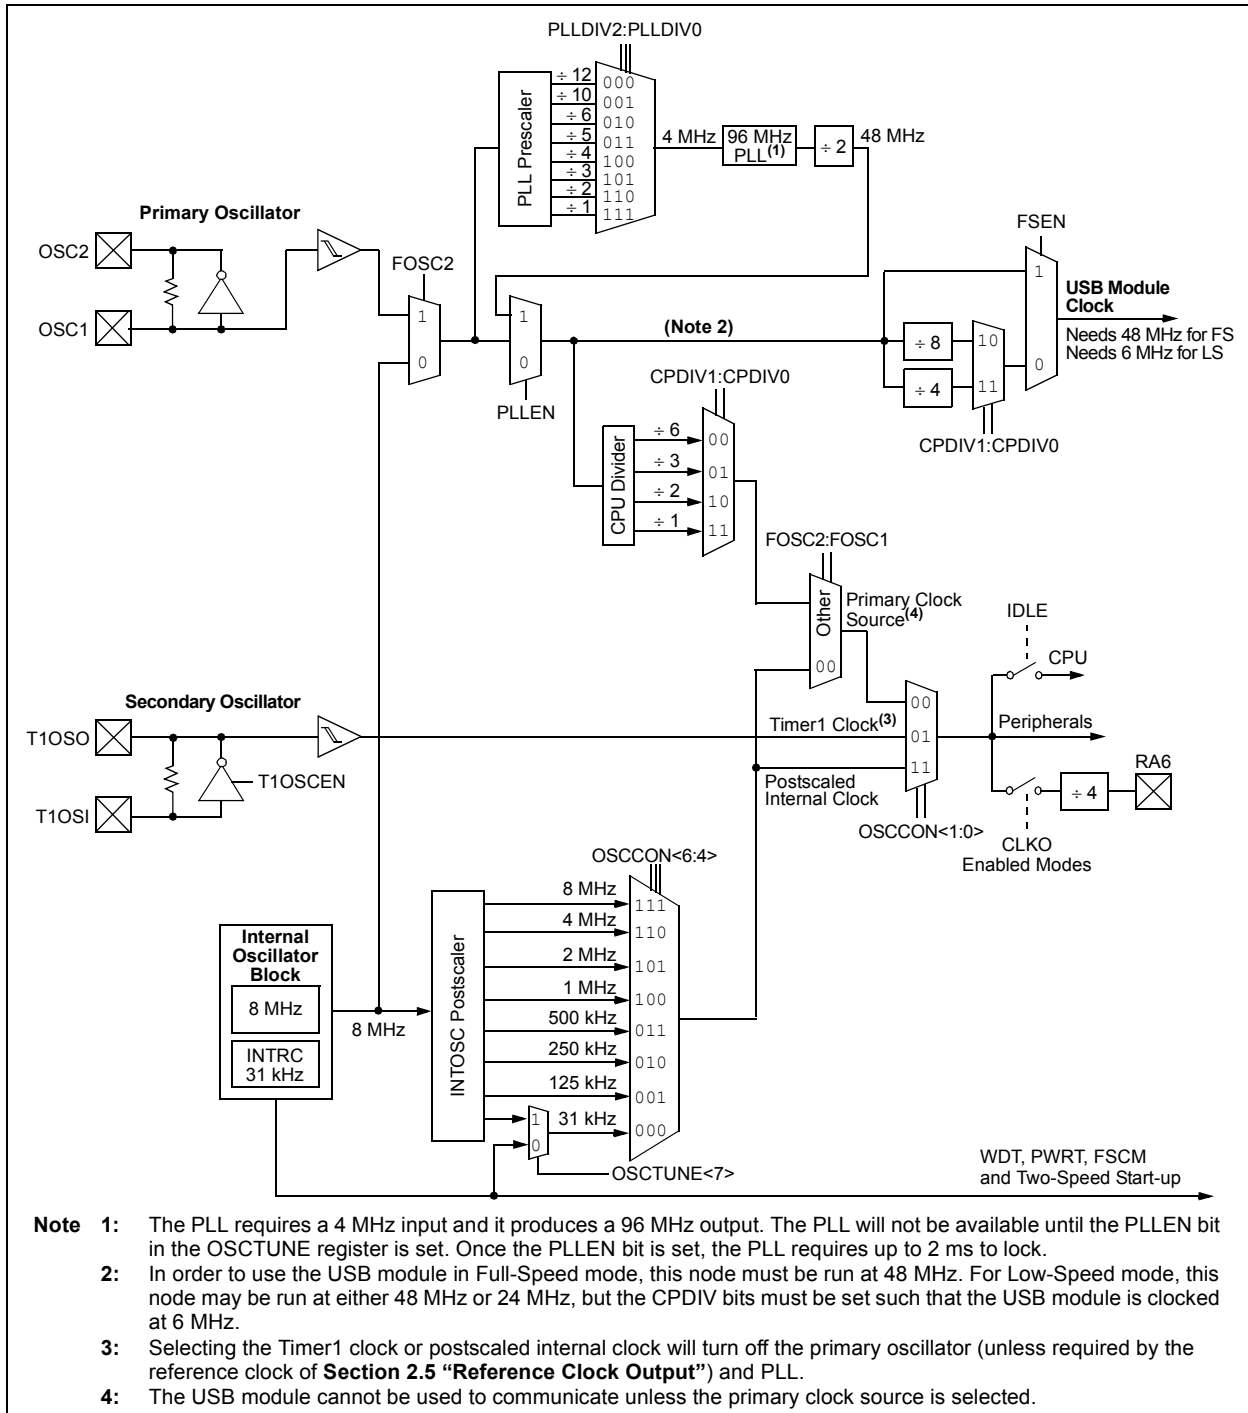 PLLDIV2:PLLDIV0
PLL Prescaler
÷ 12
000
÷ 10
001
÷ 6
010
÷ 5
011
÷ 4
100
÷ 3
101
÷ 2
110
÷ 1
111
4 MHz
96 MHz
PLL(1)
÷ 2
48 MHz
Primary Oscillator
OSC2
OSC1
FOSC2
1
0
1
0
PLLEN
(Note 2)
FSEN
1
0
USB Module
Clock
Needs 48 MHz for FS
Needs 6 MHz for LS
÷ 8
10
÷ 4
11
CPDIV1:CPDIV0
CPDIV1:CPDIV0
CPU Divider
÷ 6
00
÷ 3
01
÷ 2
10
÷ 1
11
FOSC2:FOSC1
Other
00
Primary Clock
Source(4)
IDLE
CPU
Secondary Oscillator
T1OSO
T1OSI
T1OSCEN
Timer1 Clock(3)
00
01
11
Peripherals
Postscaled
Internal Clock
OSCCON<1:0>
RA6
÷ 4
CLKO
Enabled Modes
OSCCON<6:4>
Internal
Oscillator
Block
8 MHz
INTRC
31 kHz
8 MHz
INTOSC Postscaler
8 MHz
111
4 MHz
110
2 MHz
101
1 MHz
100
500 kHz
011
250 kHz
010
125 kHz
001
1
0
31 kHz
000
OSCTUNE<7>
WDT, PWRT, FSCM
and Two-Speed Start-up
Note 1: The PLL requires a 4 MHz input and it produces a 96 MHz output. The PLL will not be available until the PLLEN bit
in the OSCTUNE register is set. Once the PLLEN bit is set, the PLL requires up to 2 ms to lock.
2: In order to use the USB module in Full-Speed mode, this node must be run at 48 MHz. For Low-Speed mode, this
node may be run at either 48 MHz or 24 MHz, but the CPDIV bits must be set such that the USB module is clocked
at 6 MHz.
3: Selecting the Timer1 clock or postscaled internal clock will turn off the primary oscillator (unless required by the
reference clock of Section 2.5 “Reference Clock Output”) and PLL.
4: The USB module cannot be used to communicate unless the primary clock source is selected.